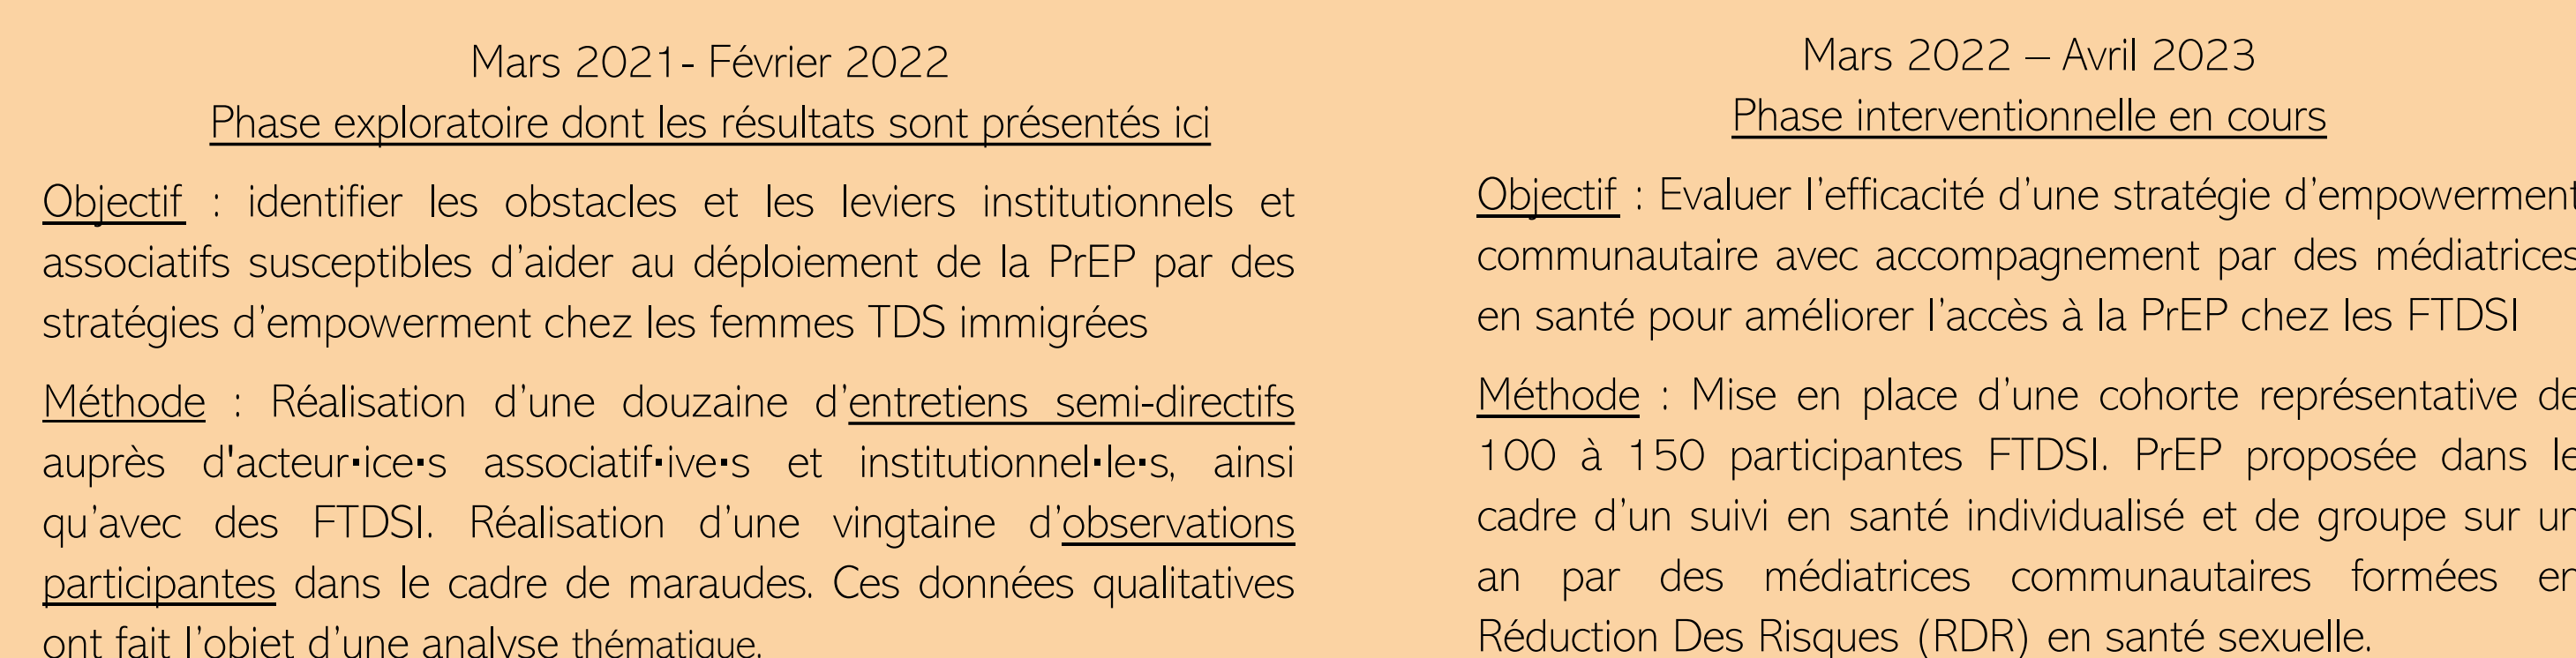 Mars 2021- Février 2022
Phase exploratoire dont les résultats sont présentés ici
Objectif : identifier les obstacles et les leviers institutionnels et
associatifs susceptibles d’aider au déploiement de la PrEP par des
stratégies d’empowerment chez les femmes TDS immigrées
Méthode : Réalisation d’une douzaine d’entretiens semi-directifs
auprès d'acteur·ice·s associatif·ive·s et institutionnel·le·s, ainsi
qu’avec des FTDSI. Réalisation d’une vingtaine d’observations
participantes dans le cadre de maraudes. Ces données qualitatives
ont fait l’objet d’une analyse thématique.
Mars 2022 – Avril 2023
Phase interventionnelle en cours
Objectif : Evaluer l’efficacité d’une stratégie d’empowerment
communautaire avec accompagnement par des médiatrices
en santé pour améliorer l’accès à la PrEP chez les FTDSI
Méthode : Mise en place d’une cohorte représentative de
100 à 150 participantes FTDSI. PrEP proposée dans le
cadre d’un suivi en santé individualisé et de groupe sur un
an par des médiatrices communautaires formées en
Réduction Des Risques (RDR) en santé sexuelle.